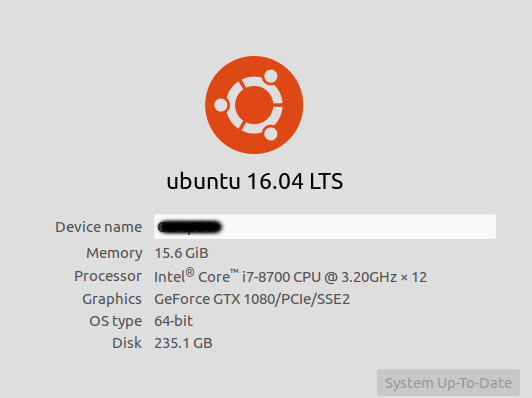 ubuntu 16.04 LTS
Device name
Memory 15.6 GiB
Processor Intel® Core™ i7-8700 CPU @ 3.20GHz × 12
Graphics GeForce GTX 1080/PCIe/SSE2
OS type 64-bit
Disk 235.1 GB
System Up-To-Date